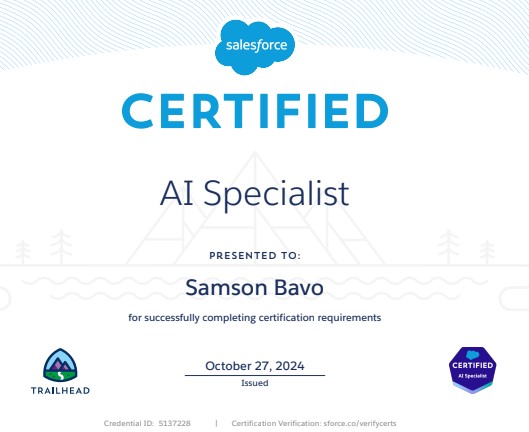 salesforce
CERTIFIED
AI Specialist
PRESENTED TO:
Samson Bavo
for successfully completing certification requirements
TRAILHEAD
October 27, 2024
Issued
CERTIFIED
AI Specialist
Credential ID: 5137228 | Certification Verification: sforce.co/verifycerts